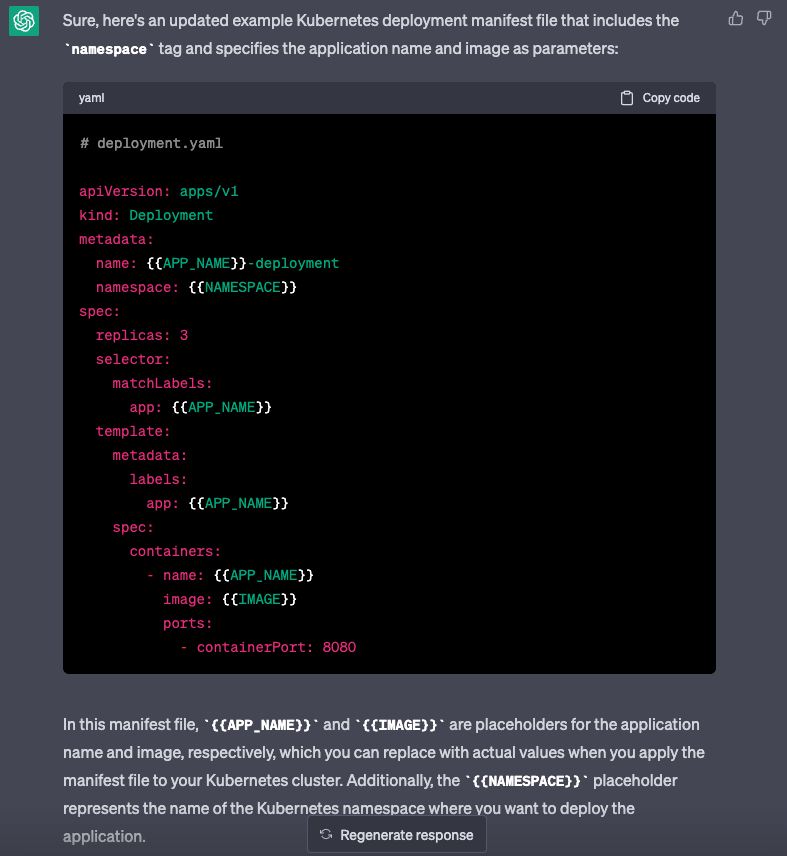 Sure, here's an updated example Kubernetes deployment manifest file that includes the
`namespace` tag and specifies the application name and image as parameters:
yaml
Copy code
# deployment.yaml
apiVersion: apps/v1
kind: Deployment
metadata:
  name: {{APP_NAME}}-deployment
  namespace: {{NAMESPACE}}
spec:
  replicas: 3
  selector:
    matchLabels:
      app: {{APP_NAME}}
  template:
    metadata:
      labels:
        app: {{APP_NAME}}
    spec:
      containers:
        - name: {{APP_NAME}}
          image: {{IMAGE}}
          ports:
            - containerPort: 8080
In this manifest file, `{{APP_NAME}}` and `{{IMAGE}}` are placeholders for the application
name and image, respectively, which you can replace with actual values when you apply the
manifest file to your Kubernetes cluster. Additionally, the `{{NAMESPACE}}` placeholder
represents the name of the Kubernetes namespace where you want to deploy the
application.
Regenerate response